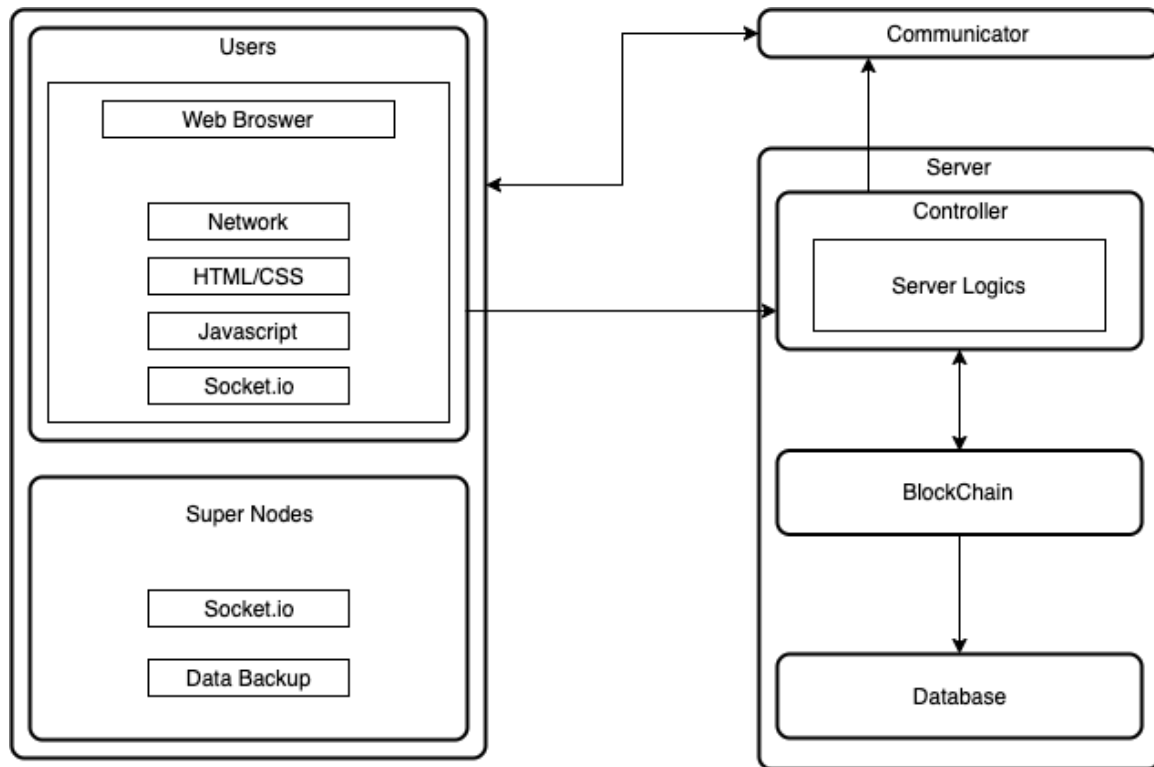 Users
Web Broswer
Network
HTML/CSS
Javascript
Socket.io
Super Nodes
Socket.io
Data Backup
Communicator
Server
Controller
Server Logics
BlockChain
Database